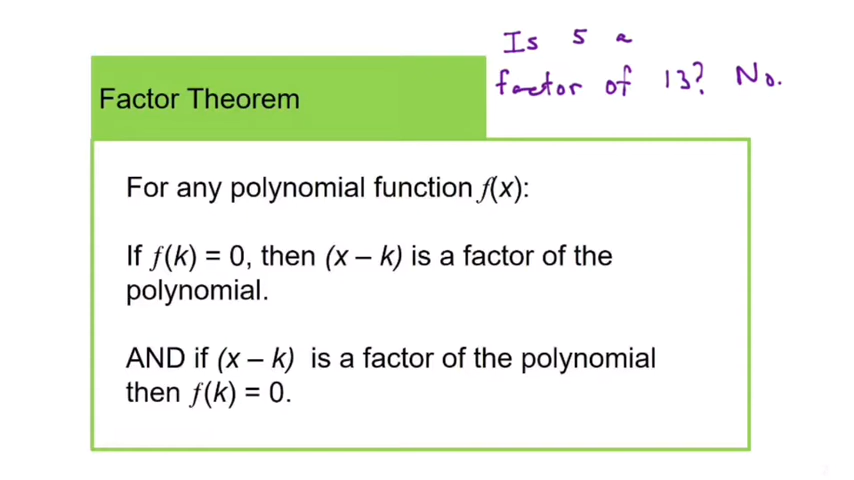 Is 5 a
factor of 13? No.
Factor Theorem
For any polynomial function f(x):
If f(k) = 0, then (x – k) is a factor of the
polynomial.
AND if (x – k) is a factor of the polynomial
then f(k) = 0.